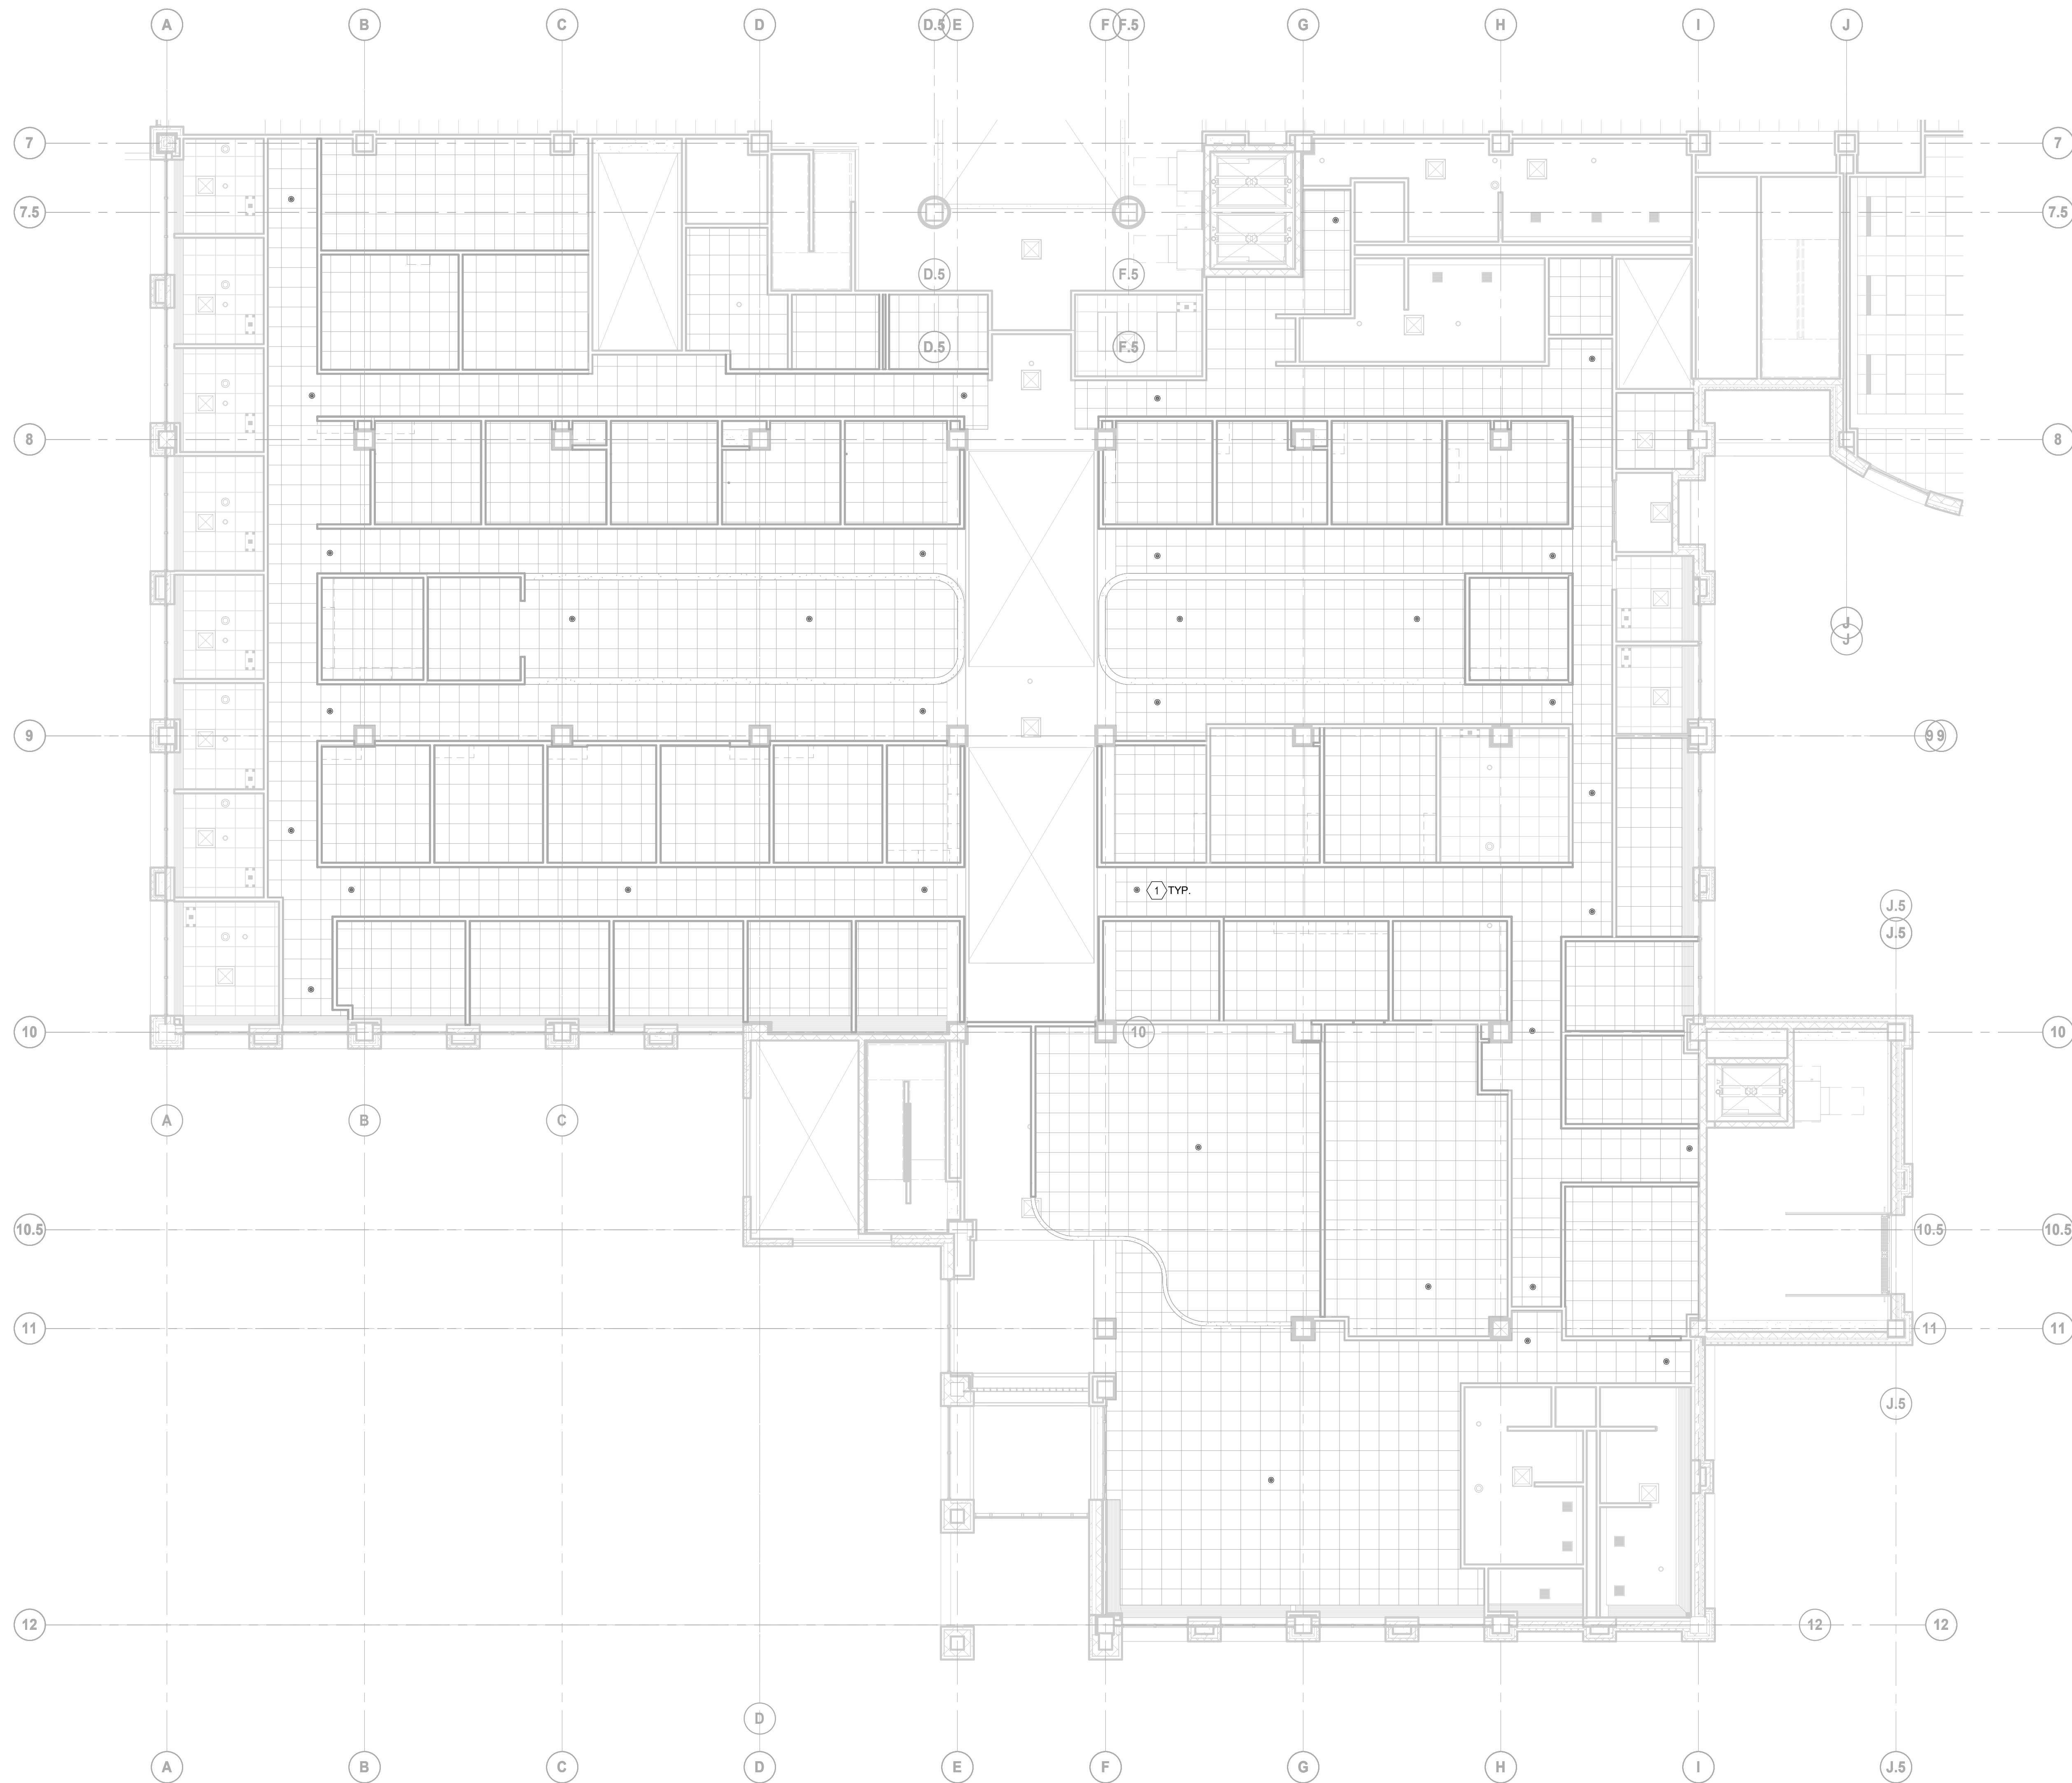 A B C D D.5 E F F.5 G H I J
7 7
7.5 7.5
D.5 F.5
D.5 F.5
8 8
J
J
9 9 9
1 TYP.
J.5
J.5
10 10 10
A B C
10.5 10.5 10.5
11 11 11
J.5
12 12 12
D
A B C D E F G H I J.5